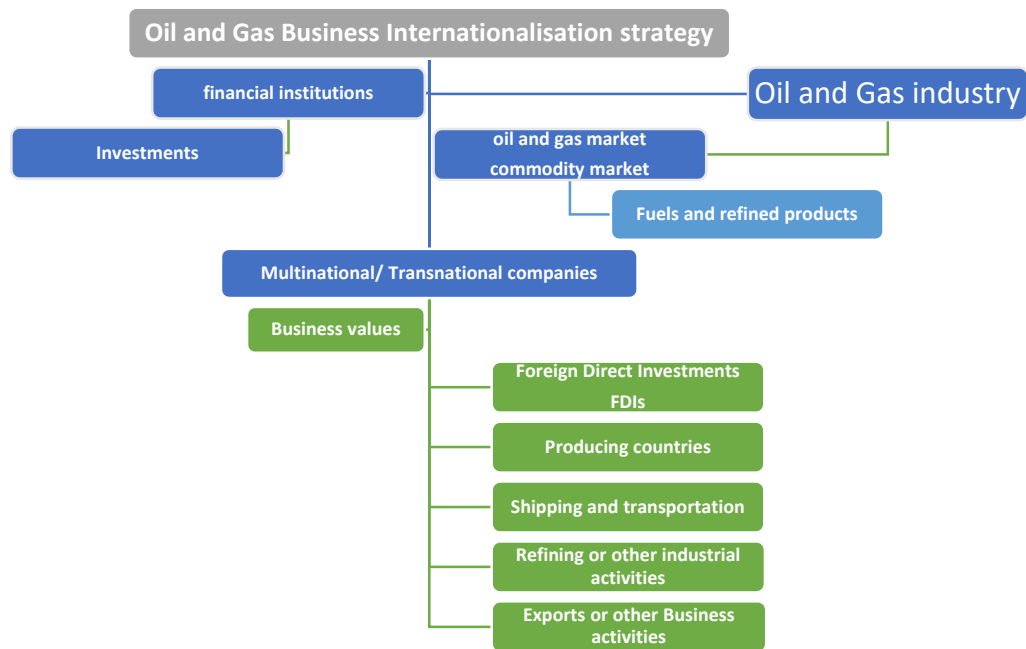 Oil and Gas Business Internationalisation strategy
financial institutions
Oil and Gas industry
Investments
oil and gas market
commodity market
Fuels and refined products
Multinational/ Transnational companies
Business values
Foreign Direct Investments
FDIs
Producing countries
Shipping and transportation
Refining or other industrial
activities
Exports or other Business
activities